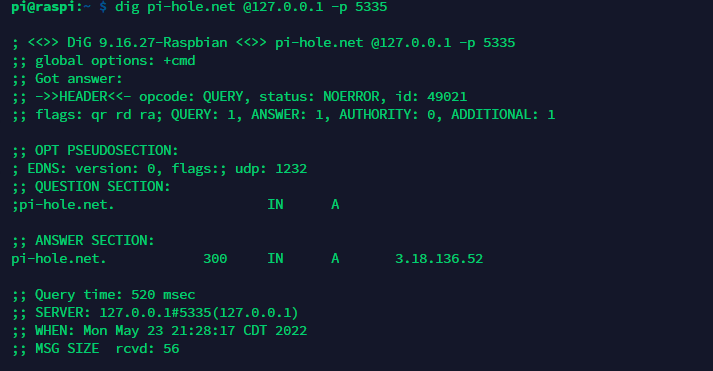 pi@raspi:~ $ dig pi-hole.net @127.0.0.1 -p 5335
; <<>> DiG 9.16.27-Raspbian <<>> pi-hole.net @127.0.0.1 -p 5335
;; global options: +cmd
;; Got answer:
;; ->>HEADER<<- opcode: QUERY, status: NOERROR, id: 49021
;; flags: qr rd ra; QUERY: 1, ANSWER: 1, AUTHORITY: 0, ADDITIONAL: 1
;; OPT PSEUDOSECTION:
; EDNS: version: 0, flags:; udp: 1232
;; QUESTION SECTION:
;pi-hole.net. IN A
;; ANSWER SECTION:
pi-hole.net. 300 IN A 3.18.136.52
;; Query time: 520 msec
;; SERVER: 127.0.0.1#5335(127.0.0.1)
;; WHEN: Mon May 23 21:28:17 CDT 2022
;; MSG SIZE rcvd: 56